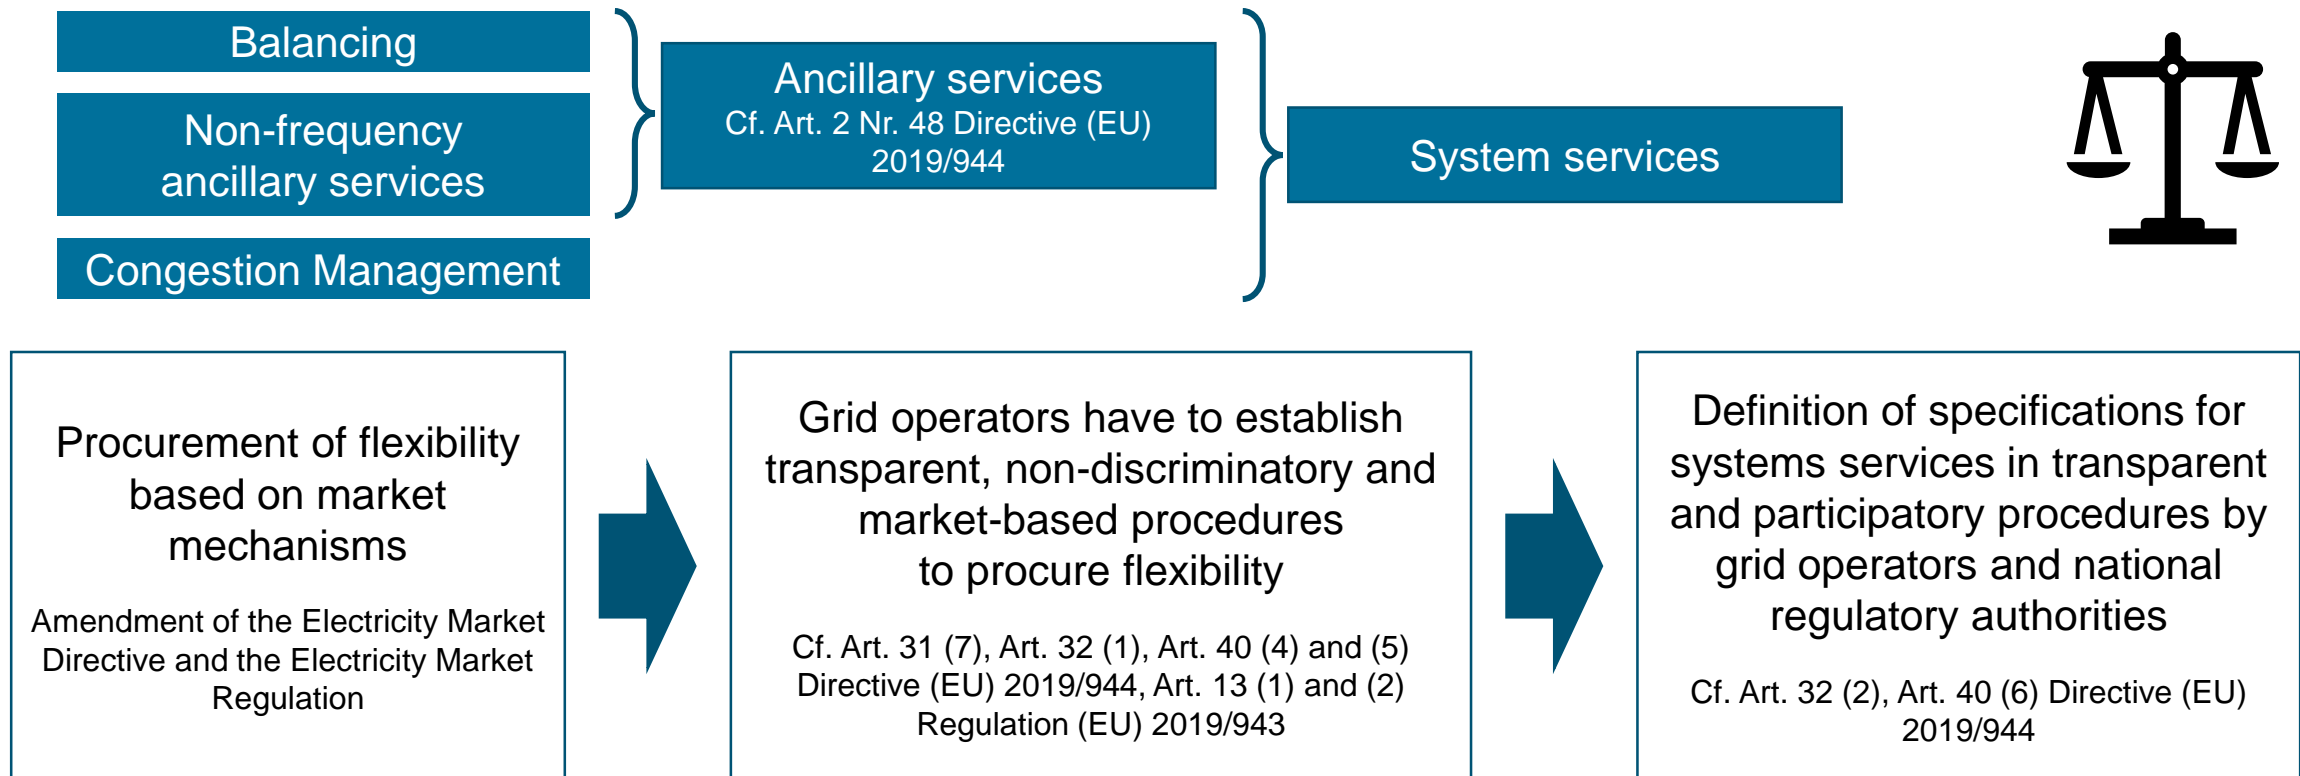 Balancing
Non-frequency
ancillary services
Congestion Management
Ancillary services
Cf. Art. 2 Nr. 48 Directive (EU)
2019/944
System services
Procurement of flexibility
based on market
mechanisms
Amendment of the Electricity Market
Directive and the Electricity Market
Regulation
Grid operators have to establish
transparent, non-discriminatory and
market-based procedures
to procure flexibility
Cf. Art. 31 (7), Art. 32 (1), Art. 40 (4) and (5)
Directive (EU) 2019/944, Art. 13 (1) and (2)
Regulation (EU) 2019/943
Definition of specifications for
systems services in transparent
and participatory procedures by
grid operators and national
regulatory authorities
Cf. Art. 32 (2), Art. 40 (6) Directive (EU)
2019/944